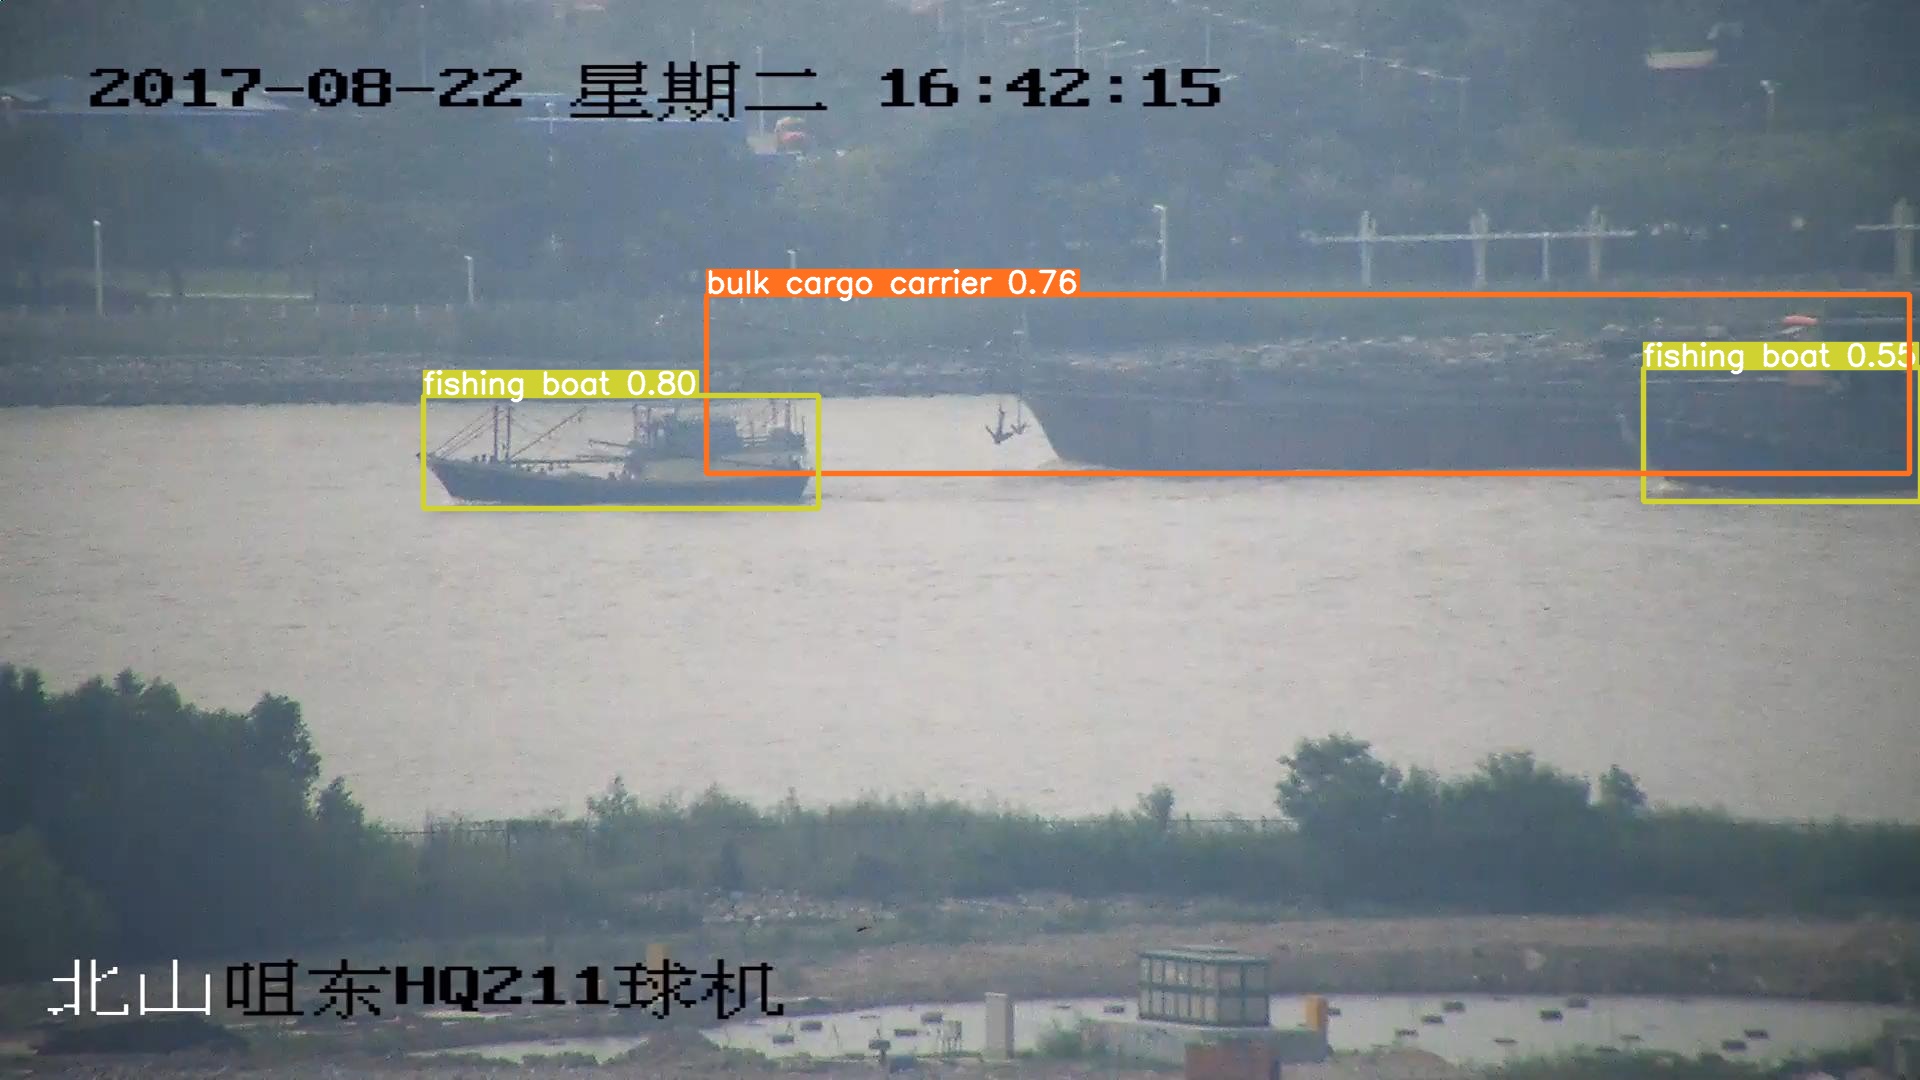 2017-08-22 星期二 16:42:15
bulk cargo carrier 0.76
fishing boat 0.55
fishing boat 0.80
北山咀东HQ211球机